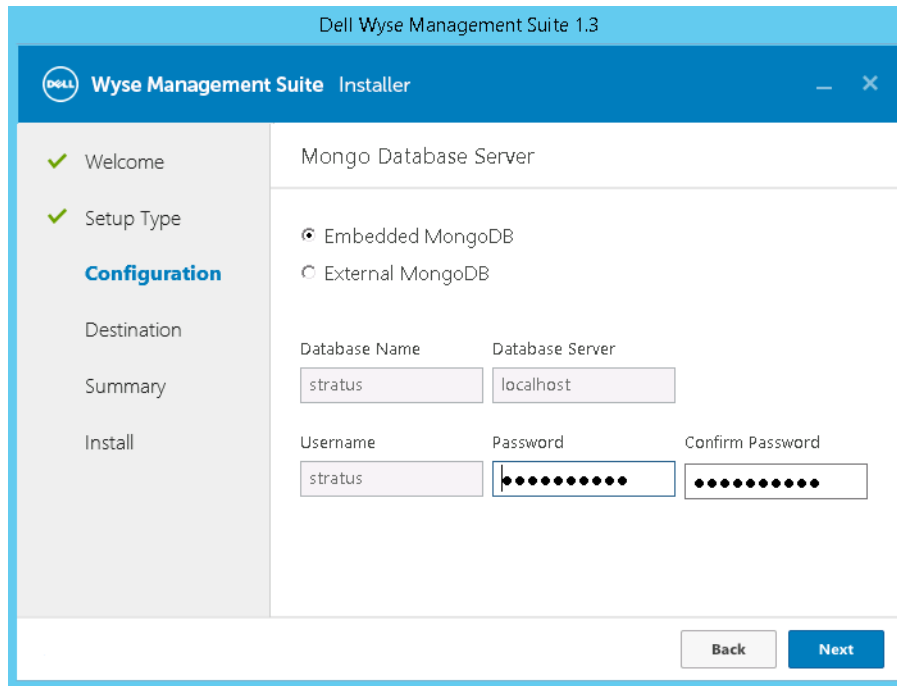 Dell Wyse Management Suite 1.3
DELL Wyse Management Suite Installer
Welcome
Setup Type
Configuration
Destination
Summary
Install
Mongo Database Server
Embedded MongoDB
External MongoDB
Database Name Database Server
stratus localhost
Username Password Confirm Password
stratus ●●●●●●●●●● ●●●●●●●●●●
Back Next